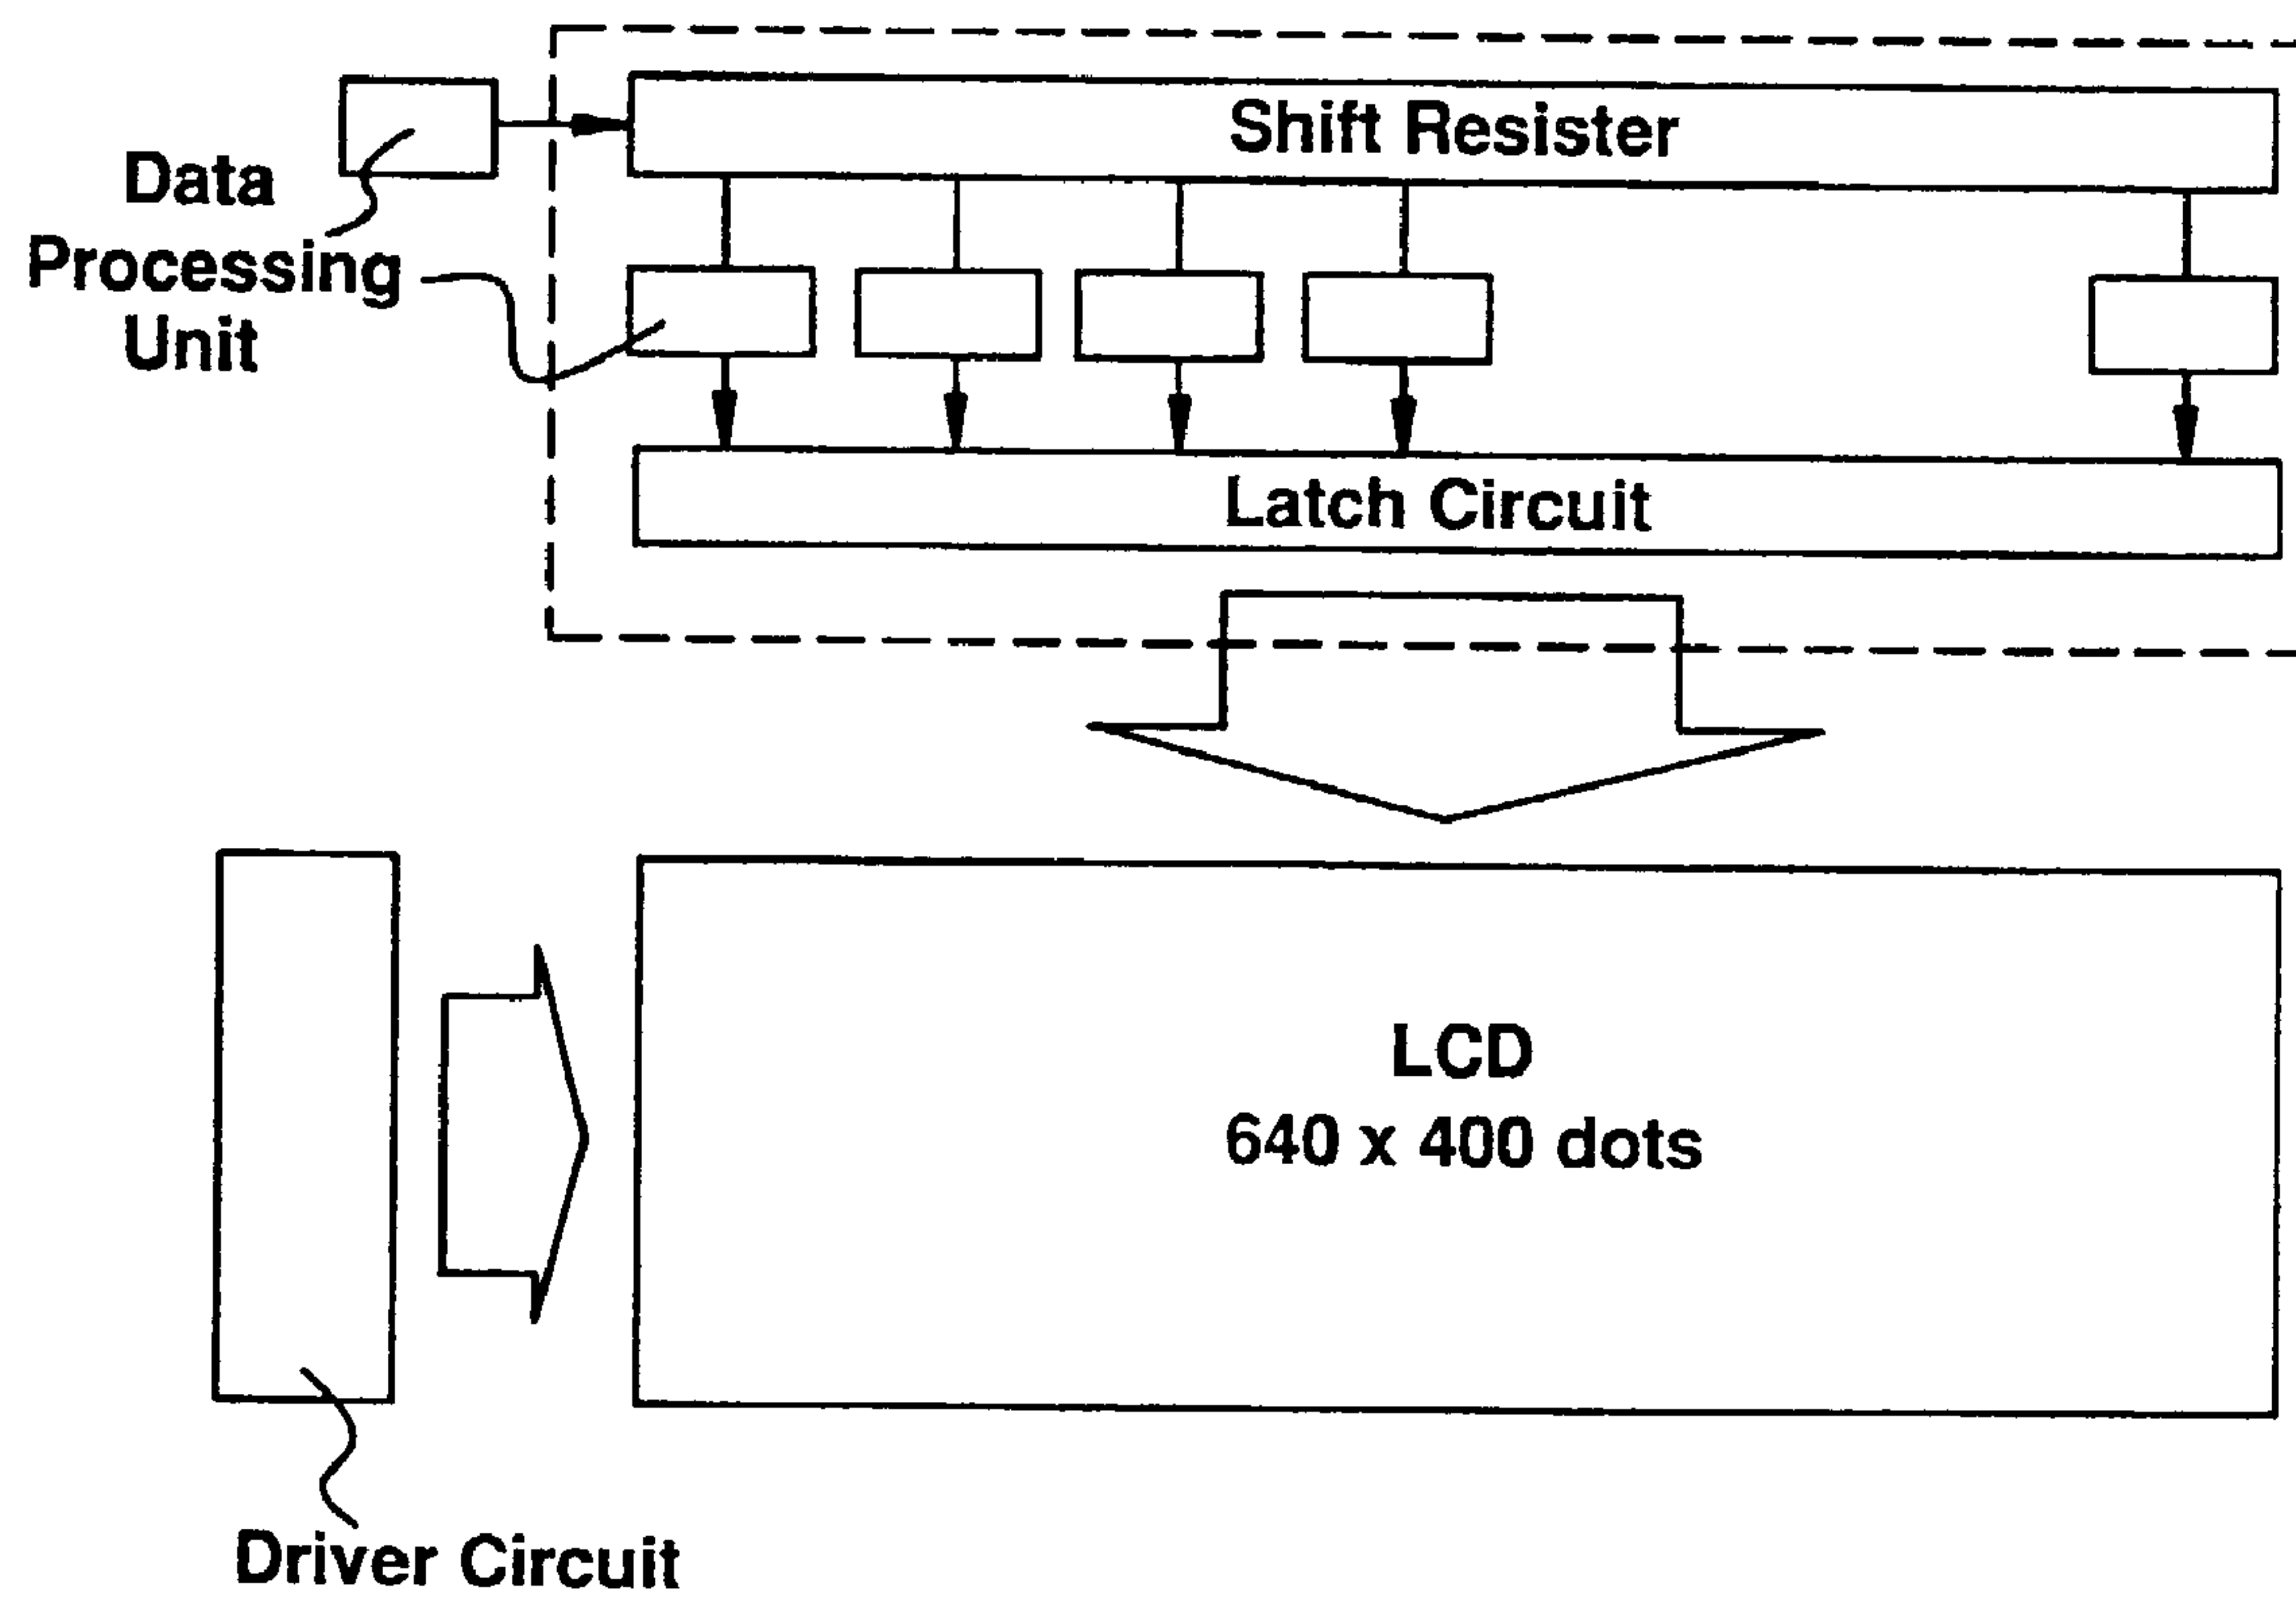 Shift Resister
Data
Processing
Unit
Latch Circuit
LCD
640 x 400 dots
Driver Circuit